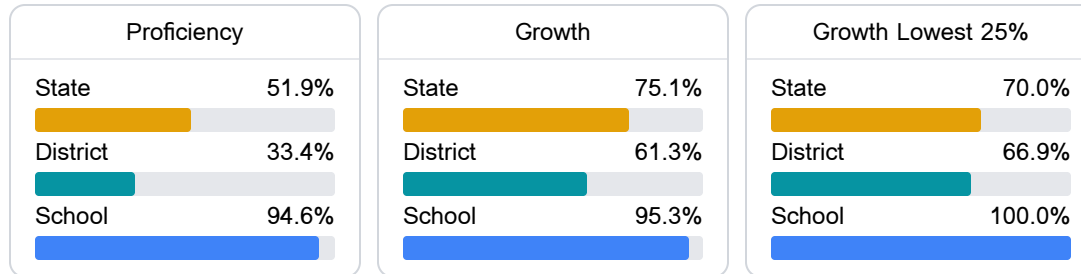 Proficiency
State 51.9%
District 33.4%
School 94.6%
Growth
State 75.1%
District 61.3%
School 95.3%
Growth Lowest 25%
State 70.0%
District 66.9%
School 100.0%